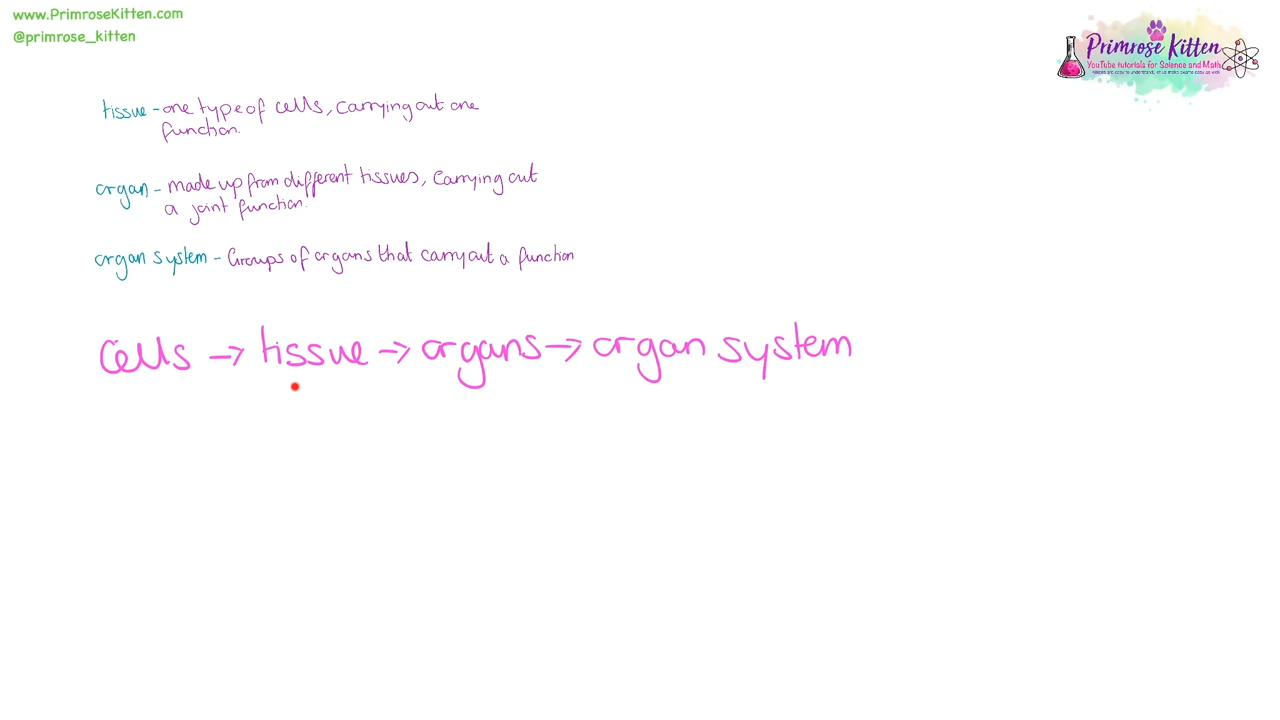 www.PrimroseKitten.com
@primrose_kitten
Primrose Kitten
YouTube tutorials for Science and Math
tissue - one type of cells, carrying out one
function.
organ - made up from different tissues, carrying out
a joint function.
organ system - Groups of organs that carry out a function
cells → tissue → organs → organ system